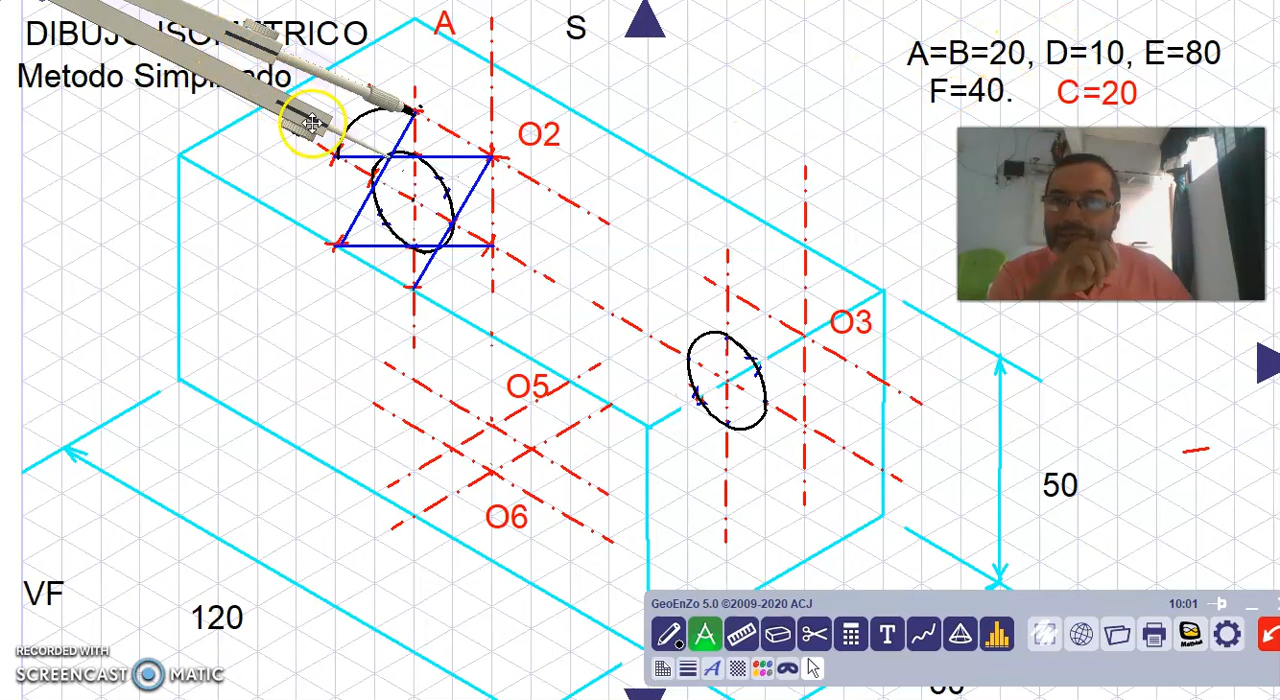 DIBUJO ISOMETRICO
A
S
A=B=20, D=10, E=80
Metodo
F=40. C=20
O2
O3
O5
50
O6
VF
120
GeoEnZo 5.0 ©2009-2020 ACJ
10:01
RECORDED WITH
SCREENCAST MATIC